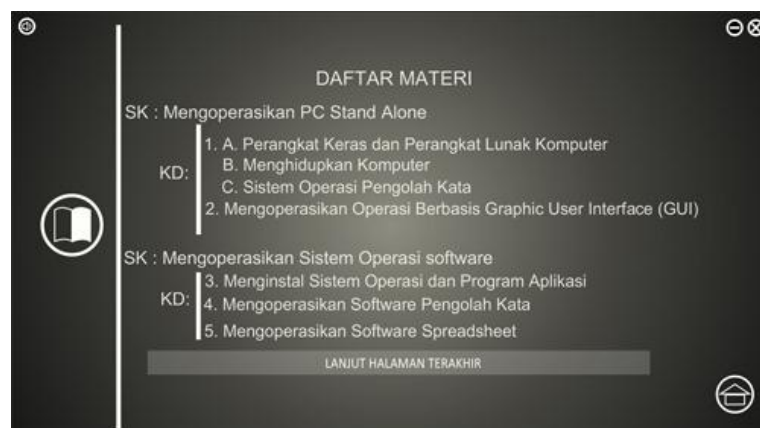 DAFTAR MATERI
SK : Mengoperasikan PC Stand Alone
KD:
1. A. Perangkat Keras dan Perangkat Lunak Komputer
B. Menghidupkan Komputer
C. Sistem Operasi Pengolah Kata
2. Mengoperasikan Operasi Berbasis Graphic User Interface (GUI)
SK : Mengoperasikan Sistem Operasi software
KD:
3. Menginstal Sistem Operasi dan Program Aplikasi
4. Mengoperasikan Software Pengolah Kata
5. Mengoperasikan Software Spreadsheet
LANJUT HALAMAN TERAKHIR